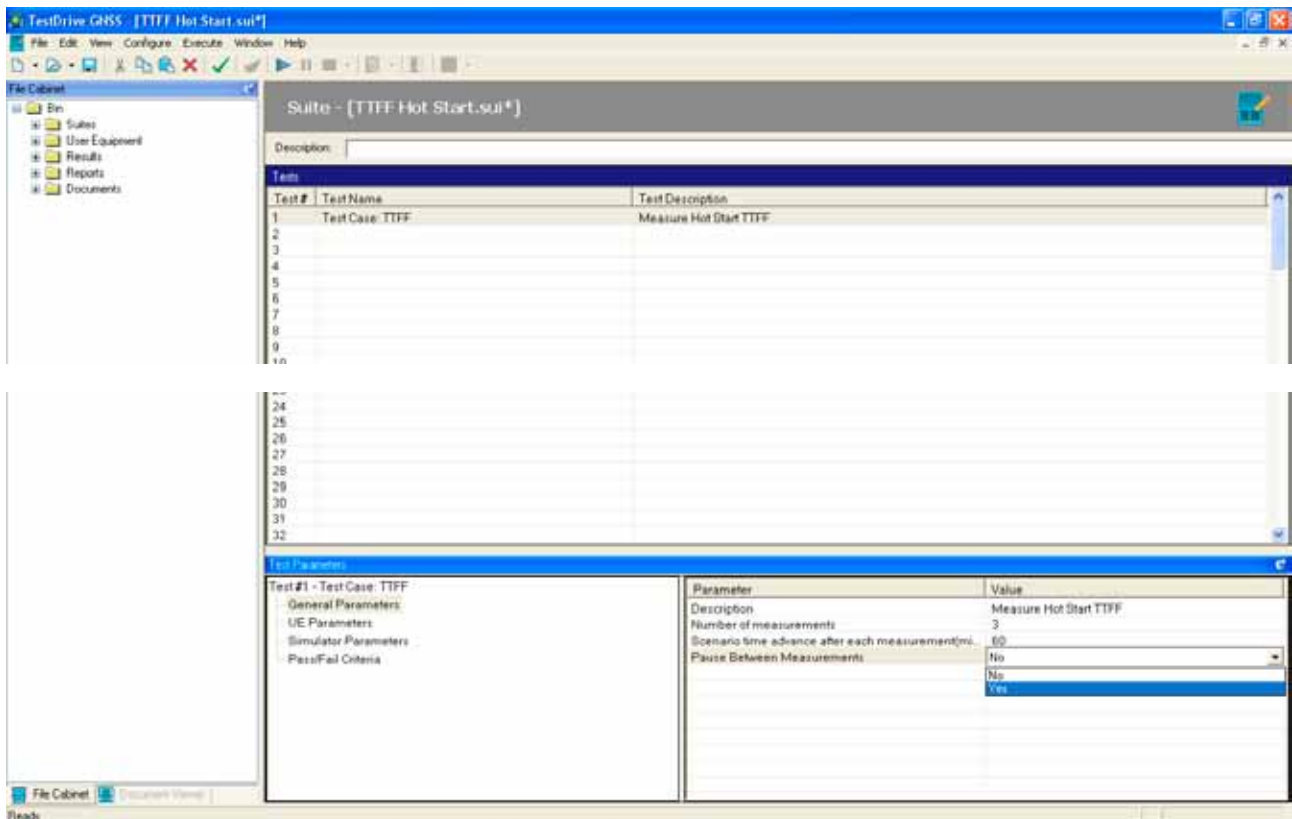 TestDrive GNSS - [TTFF Hot Start.sui*]
File Edit View Configure Execute Window Help
File Cabinet
Bin
Suites
User Equipment
Results
Reports
Documents
Suite - [TTFF Hot Start.sui*]
Description:
Tests
Test # Test Name Test Description
1 Test Case: TTFF Measure Hot Start TTFF
2
3
4
5
6
7
8
9
10
24
25
26
27
28
29
30
31
32
Test Parameters
Test #1 - Test Case: TTFF
General Parameters
UE Parameters
Simulator Parameters
Pass/Fail Criteria
Parameter Value
Description Measure Hot Start TTFF
Number of measurements 3
Scenario time advance after each measurement(mi... 60
Pause Between Measurements No
No
Yes
File Cabinet Document Viewer
Ready